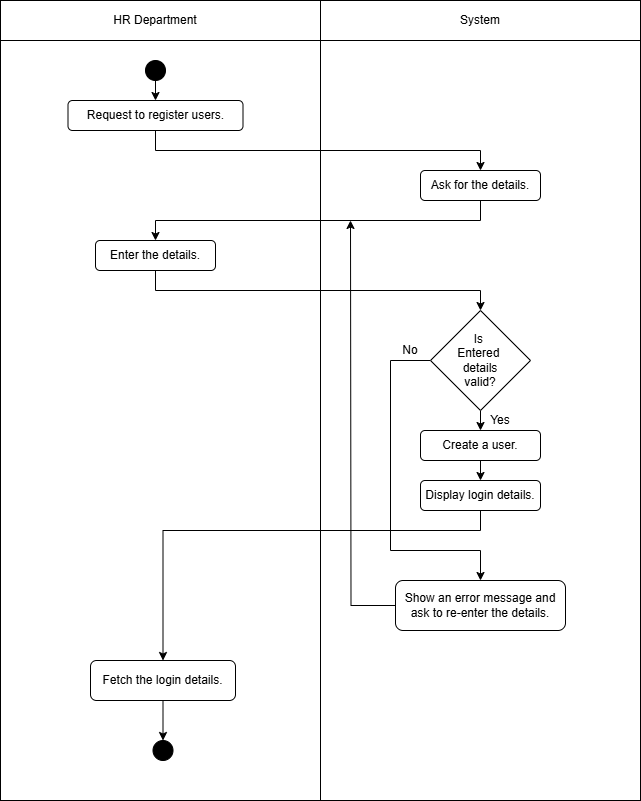 HR Department
System
Request to register users.
Ask for the details.
Enter the details.
Is
Entered
details
valid?
No
Yes
Create a user.
Display login details.
Show an error message and
ask to re-enter the details.
Fetch the login details.